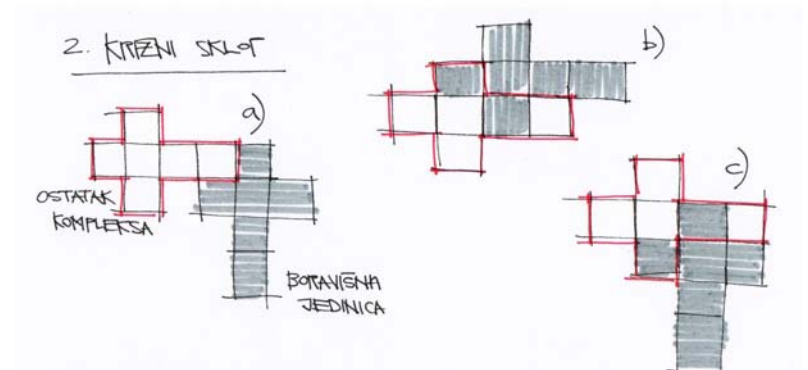 2. KRIŽNI SKLOP
a)
OSTATAK
KOMPLEKSA
BORAVIŠNA
JEDINICA
b)
c)